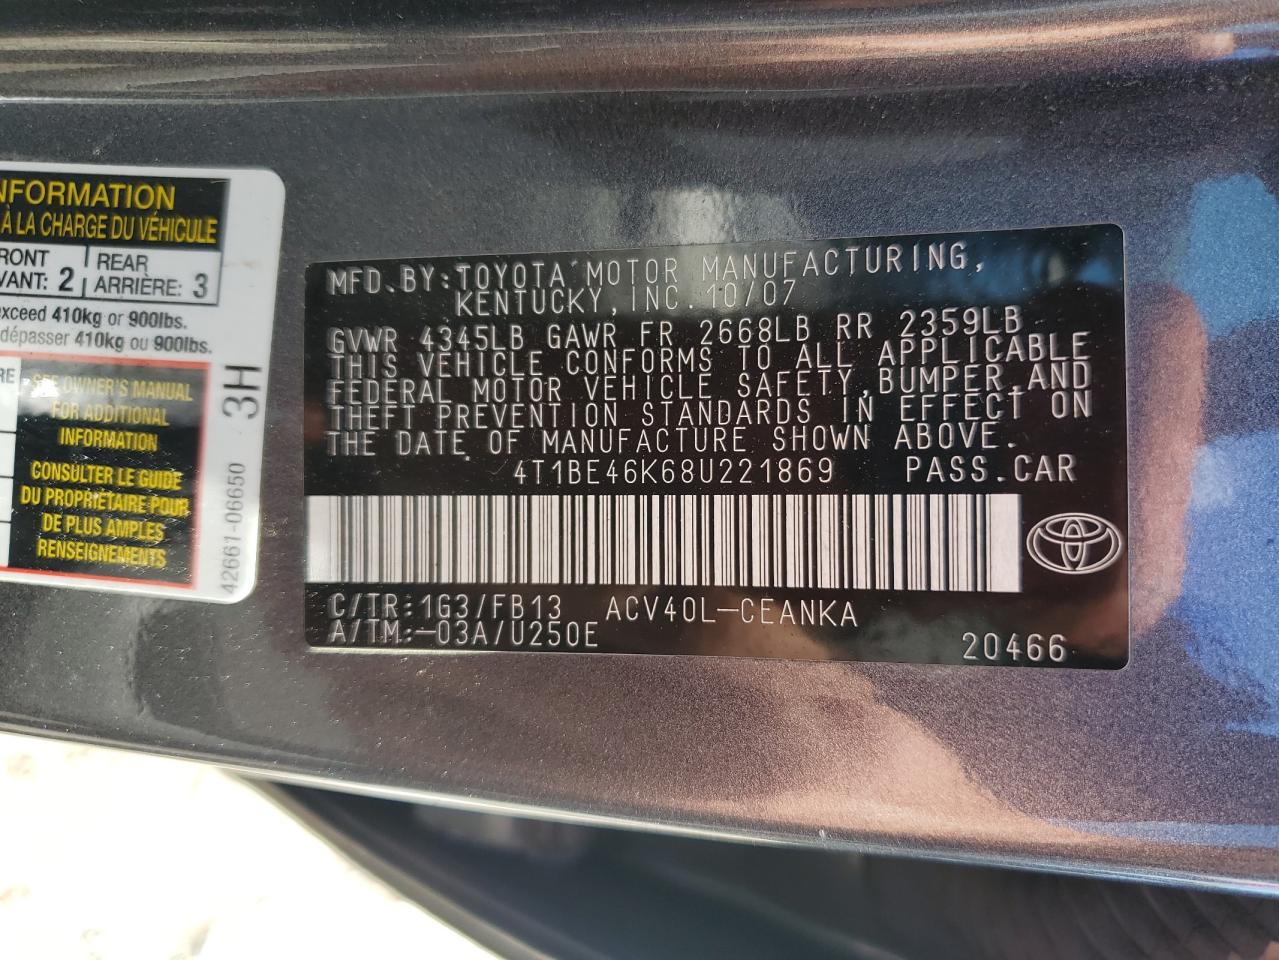 NFORMATION
À LA CHARGE DU VÉHICULE
RONT
VANT: 2
REAR
ARRIÈRE: 3
xceed 410kg or 900lbs.
dépasser 410kg ou 900lbs.
RE
SEE OWNER'S MANUAL
FOR ADDITIONAL
INFORMATION
CONSULTER LE GUIDE
DU PROPRIÉTAIRE POUR
DE PLUS AMPLES
RENSEIGNEMENTS
3H
42661-06650
MFD.BY:TOYOTA MOTOR MANUFACTURING,
KENTUCKY,INC.10/07
GVWR 4345LB GAWR FR 2668LB RR 2359LB
THIS VEHICLE CONFORMS TO ALL APPLICABLE
FEDERAL MOTOR VEHICLE SAFETY,BUMPER,AND
THEFT PREVENTION STANDARDS IN EFFECT ON
THE DATE OF MANUFACTURE SHOWN ABOVE.
4T1BE46K68U221869 PASS.CAR
C/TR:1G3/FB13 ACV40L-CEANKA
A/TM:-03A/U250E
20466